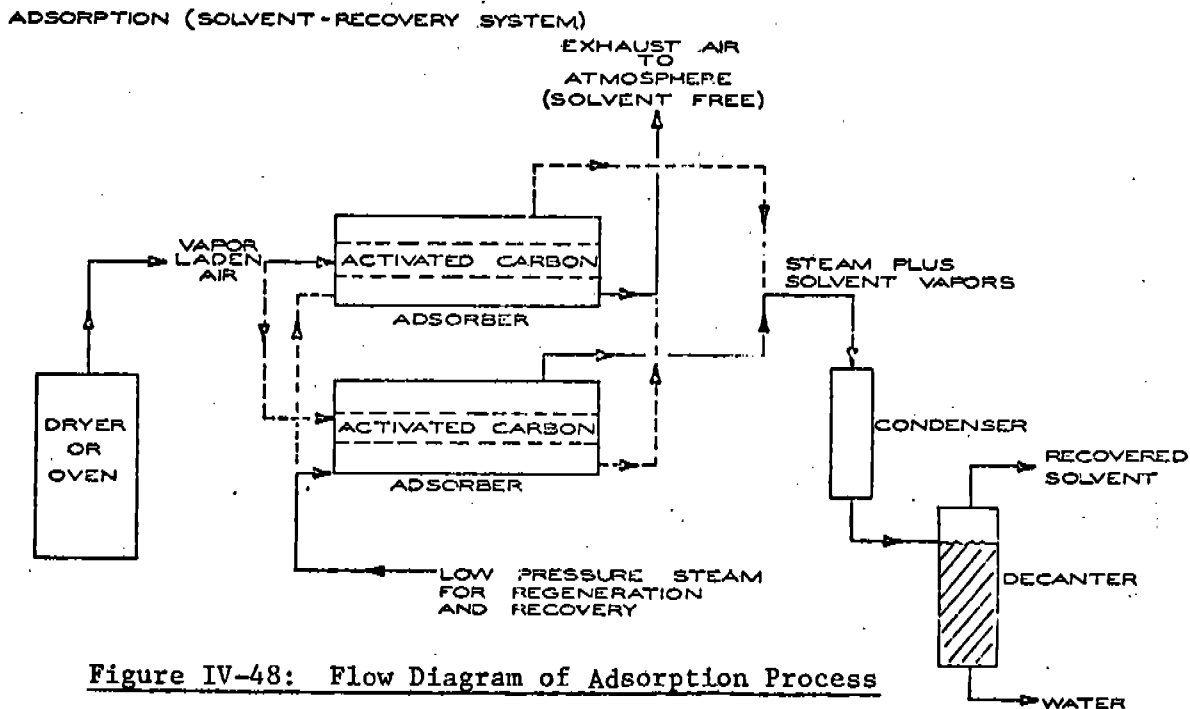 ADSORPTION (SOLVENT-RECOVERY SYSTEM)
EXHAUST AIR
TO
ATMOSPHERE
(SOLVENT FREE)
VAPOR
LADEN
AIR
ACTIVATED CARBON
ADSORBER
STEAM PLUS
SOLVENT VAPORS
DRYER
OR
OVEN
ACTIVATED CARBON
ADSORBER
CONDENSER
RECOVERED
SOLVENT
LOW PRESSURE STEAM
FOR REGENERATION
AND RECOVERY
DECANTER
WATER
Figure IV-48: Flow Diagram of Adsorption Process